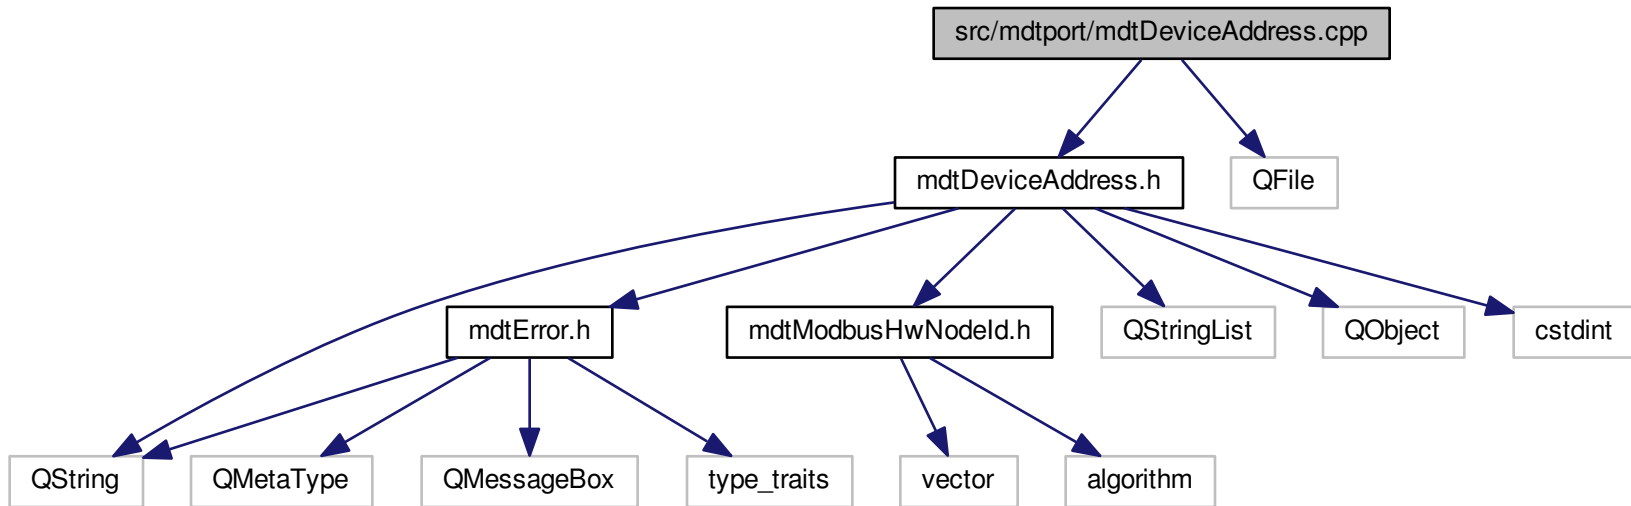 src/mdtport/mdtDeviceAddress.cpp
mdtDeviceAddress.h
QFile
mdtError.h
mdtModbusHwNodeId.h
QStringList
QObject
cstdint
QString
QMetaType
QMessageBox
type_traits
vector
algorithm